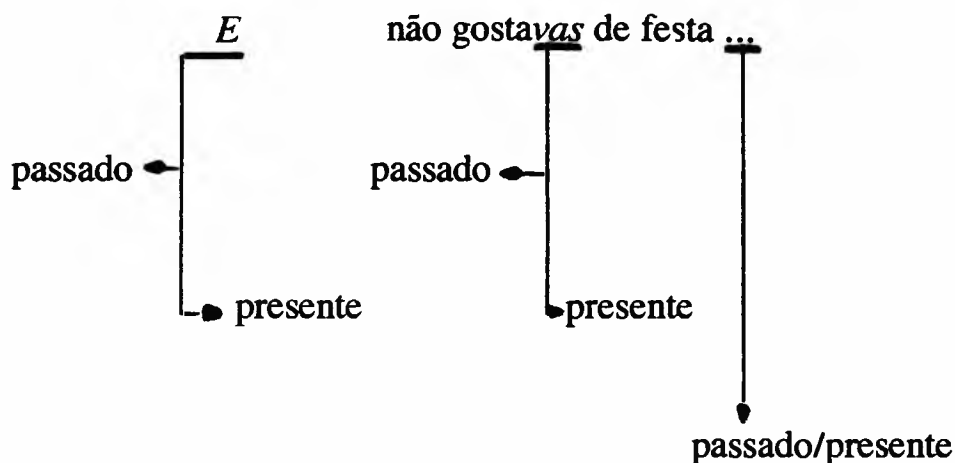 E não gostavas de festa ...
passado passado
presente presente
passado/presente